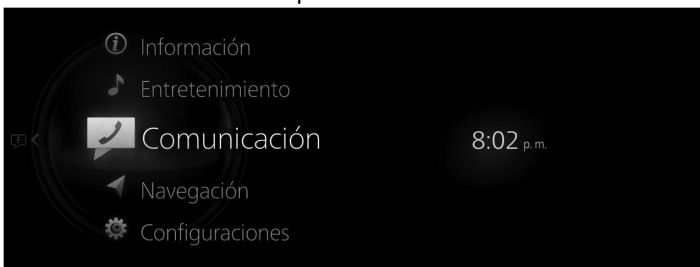 Información
Entretenimiento
Comunicación
8:02 p. m.
Navegación
Configuraciones